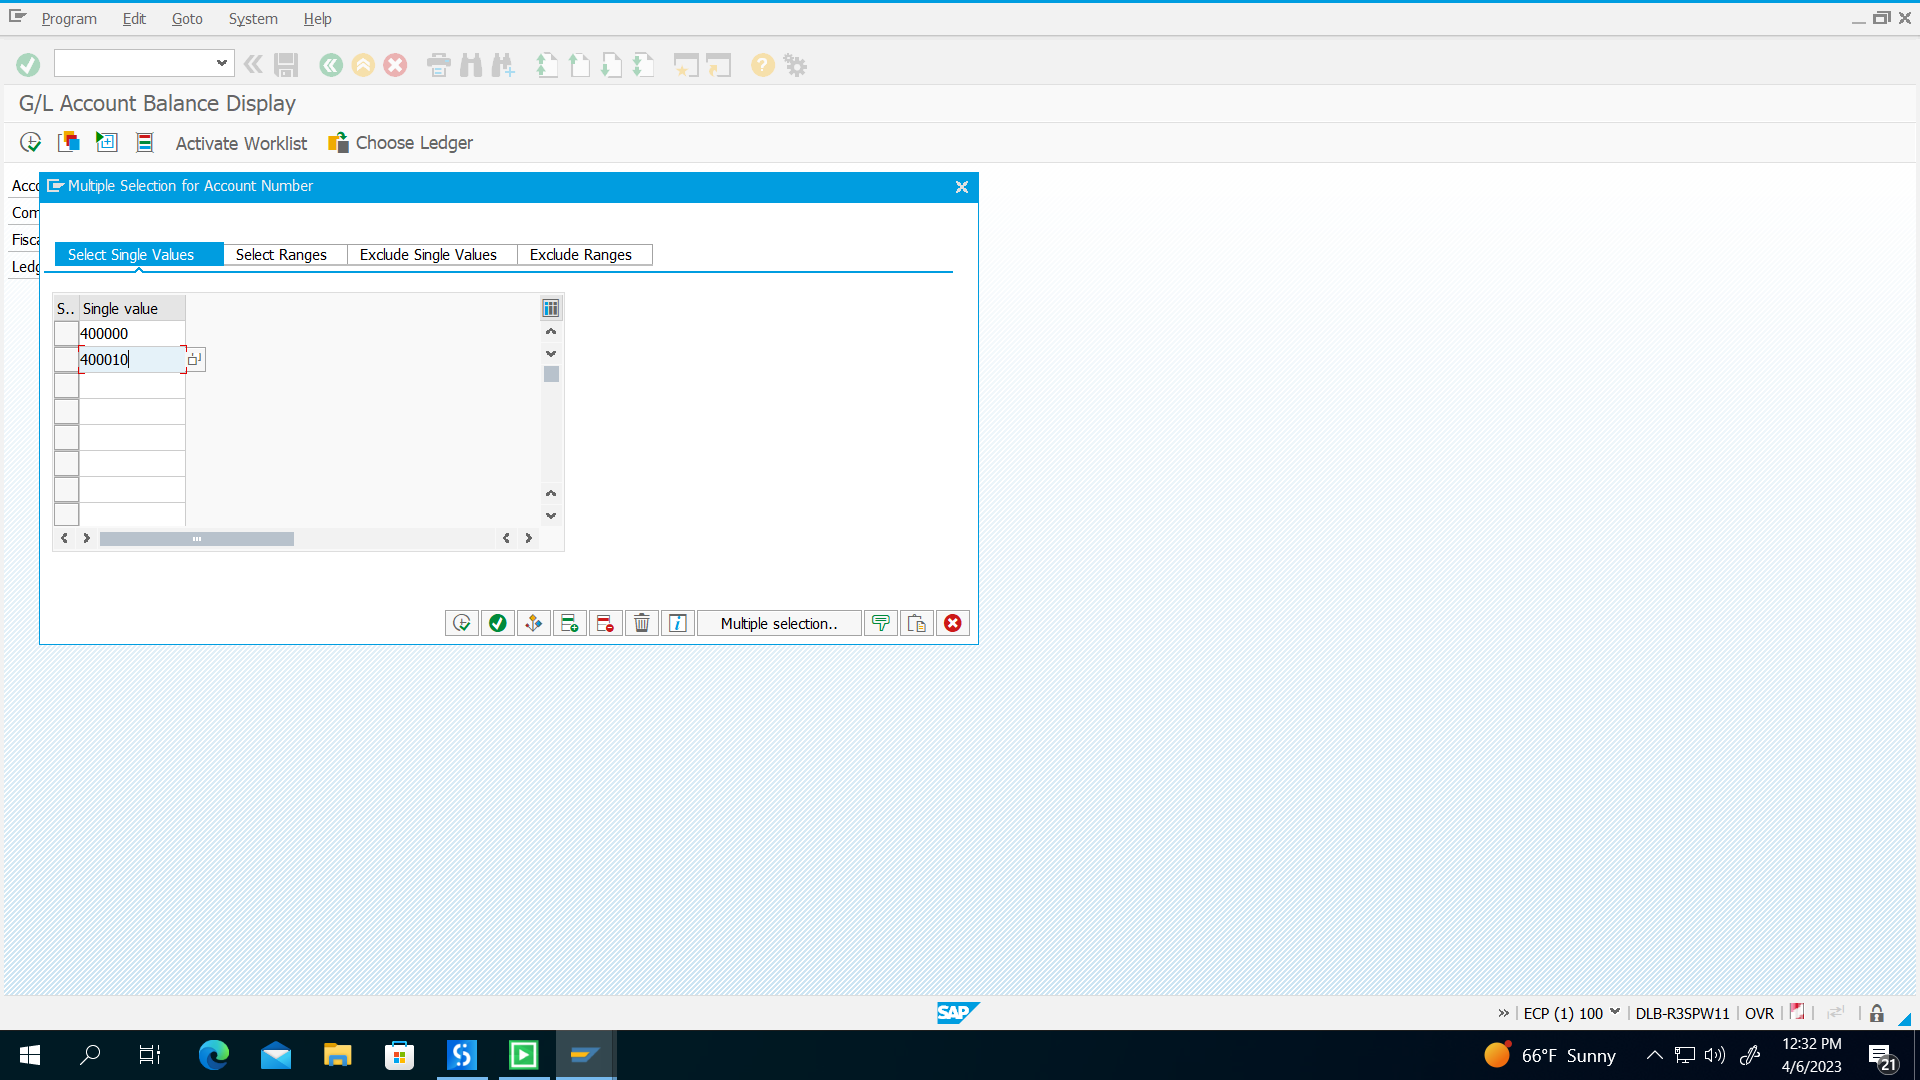 Program Edit Goto System Help
G/L Account Balance Display
Activate Worklist Choose Ledger
Acco
Com
Fisca
Ledg
Multiple Selection for Account Number
Select Single Values Select Ranges Exclude Single Values Exclude Ranges
S.. Single value
400000
400010
Multiple selection..
SAP
ECP (1) 100 DLB-R3SPW11 OVR
66°F Sunny
12:32 PM
4/6/2023
21